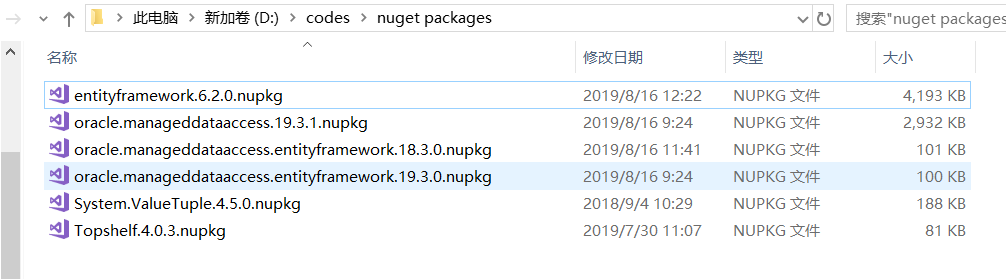 此电脑 > 新加卷 (D:) > codes > nuget packages
搜索"nuget packages
名称 修改日期 类型 大小
entityframework.6.2.0.nupkg 2019/8/16 12:22 NUPKG 文件 4,193 KB
oracle.manageddataaccess.19.3.1.nupkg 2019/8/16 9:24 NUPKG 文件 2,932 KB
oracle.manageddataaccess.entityframework.18.3.0.nupkg 2019/8/16 11:41 NUPKG 文件 101 KB
oracle.manageddataaccess.entityframework.19.3.0.nupkg 2019/8/16 9:24 NUPKG 文件 100 KB
System.ValueTuple.4.5.0.nupkg 2018/9/4 10:29 NUPKG 文件 188 KB
Topshelf.4.0.3.nupkg 2019/7/30 11:07 NUPKG 文件 81 KB